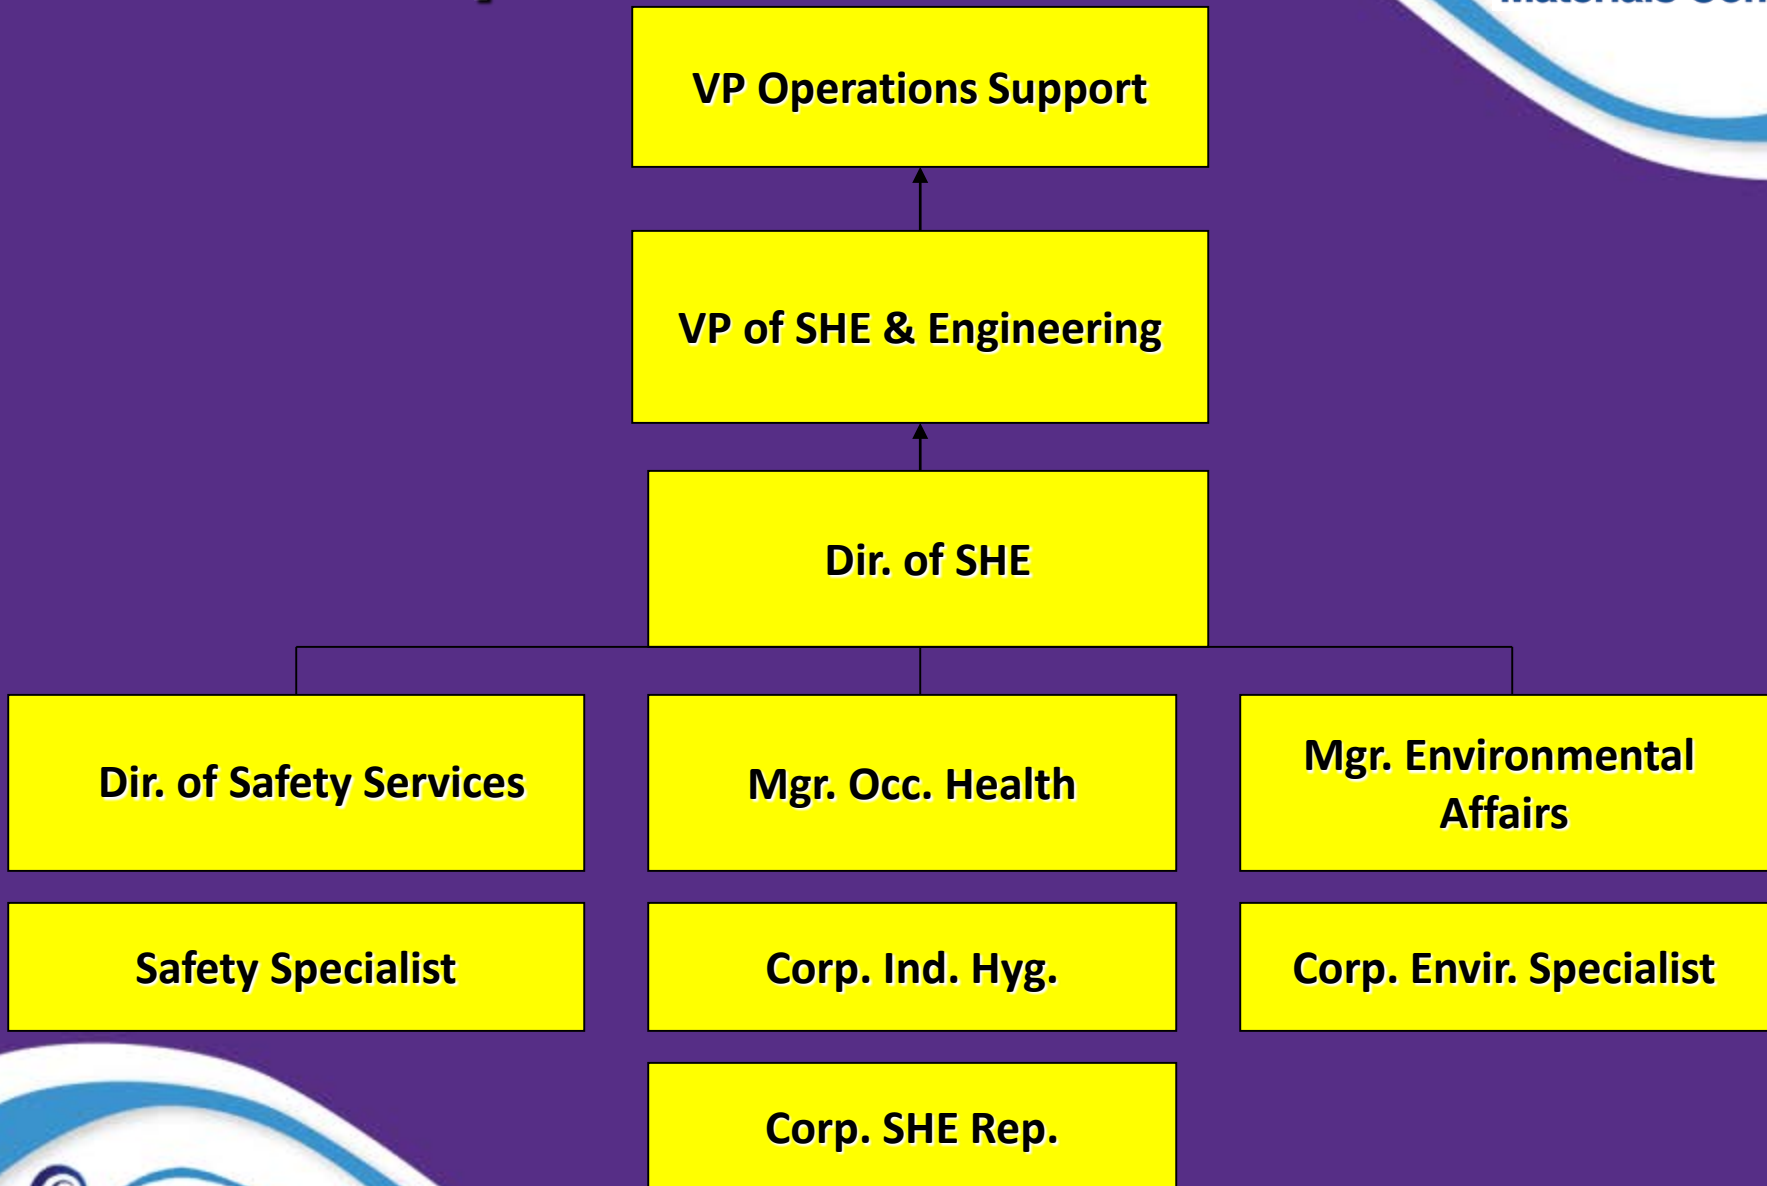 VP Operations Support
VP of SHE & Engineering
Dir. of SHE
Dir. of Safety Services
Mgr. Occ. Health
Mgr. Environmental
Affairs
Safety Specialist
Corp. Ind. Hyg.
Corp. Envir. Specialist
Corp. SHE Rep.